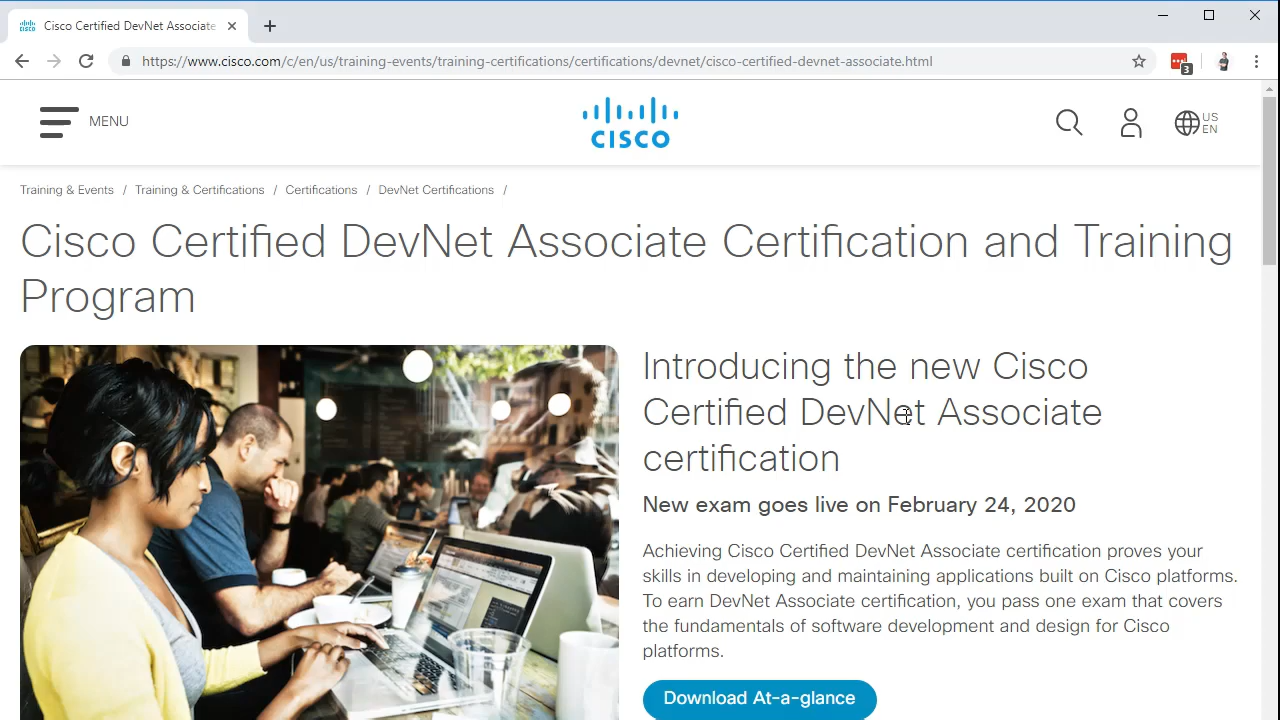 Cisco Certified DevNet Associate
https://www.cisco.com/c/en/us/training-events/training-certifications/certifications/devnet/cisco-certified-devnet-associate.html
3
MENU
CISCO
US
EN
Training & Events / Training & Certifications / Certifications / DevNet Certifications /
Cisco Certified DevNet Associate Certification and Training
Program
Introducing the new Cisco
Certified DevNet Associate
certification
New exam goes live on February 24, 2020
Achieving Cisco Certified DevNet Associate certification proves your
skills in developing and maintaining applications built on Cisco platforms.
To earn DevNet Associate certification, you pass one exam that covers
the fundamentals of software development and design for Cisco
platforms.
Download At-a-glance